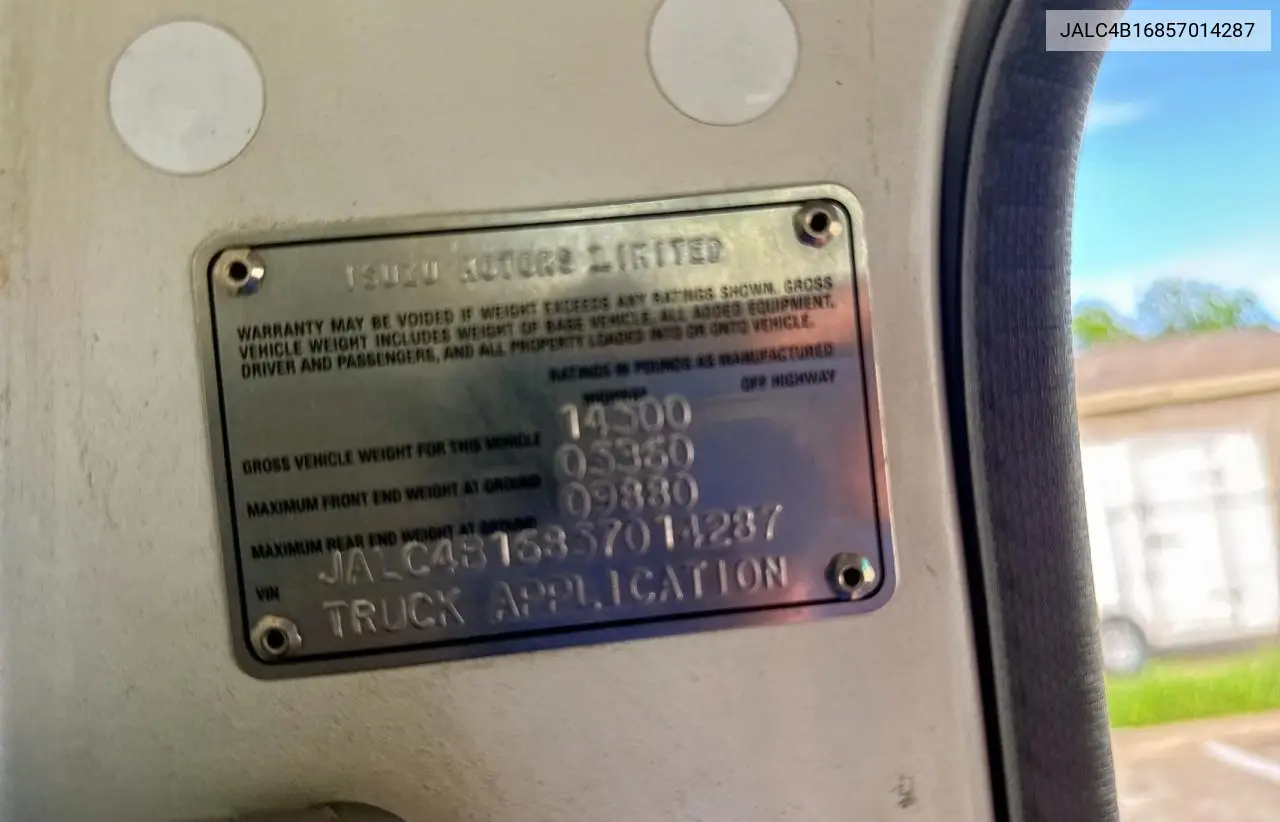 JALC4B16857014287
ISUZU MOTORS LIMITED
WARRANTY MAY BE VOIDED IF WEIGHT EXCEEDS ANY RATINGS SHOWN. GROSS
VEHICLE WEIGHT INCLUDES WEIGHT OF BASE VEHICLE, ALL ADDED EQUIPMENT,
DRIVER AND PASSENGERS, AND ALL PROPERTY LOADED INTO OR ONTO VEHICLE.
RATINGS IN POUNDS AS MANUFACTURED
OFF HIGHWAY
GROSS VEHICLE WEIGHT FOR THIS VEHICLE 14500
MAXIMUM FRONT END WEIGHT AT GROUND 05360
MAXIMUM REAR END WEIGHT AT GROUND 09880
VIN JALC4B16857014287
TRUCK APPLICATION